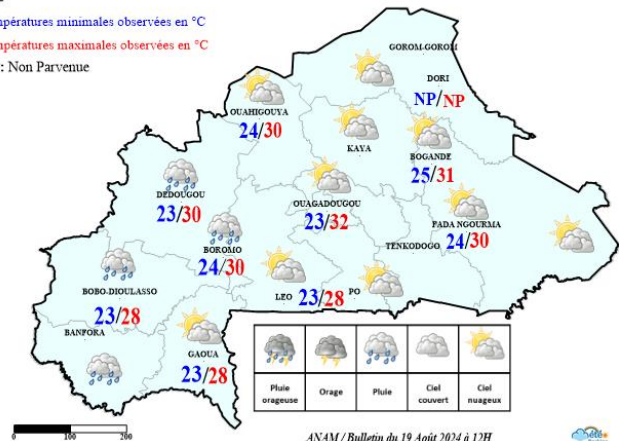 mpératures minimales observées en °C
mpératures maximales observées en °C
: Non Parvenue
GOROM-GOROM
DORI
NP/NP
OUAHIGOUYA
24/30
KAYA
BOGANDE
25/31
DEDOUGOU
23/30
OUAGADOUGOU
23/32
FADA NGOURMA
24/30
BOROMO
24/30
TENKODOGO
BOBO-DIOULASSO
23/28
LEO 23/28 PO
BANFORA
GAOUA
23/28
Pluie orageuse
Orage
Pluie
Ciel couvert
Ciel nuageux
0 100 200
ANAM / Bulletin du 19 Août 2024 à 12H